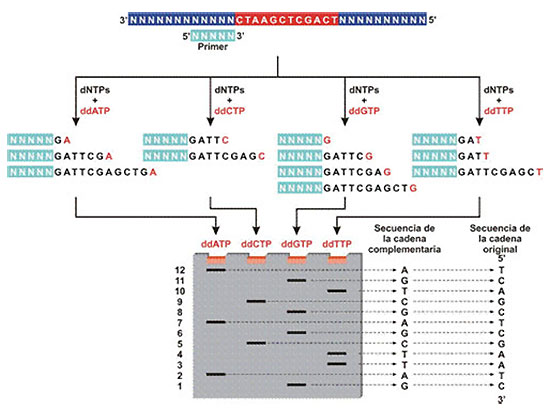 3' NNNNNNNNNNNNCTAAGCTCGACTNNNNNNNNNN 5'
5' NNNNN 3'
Primer
dNTPs + ddATP
dNTPs + ddCTP
dNTPs + ddGTP
dNTPs + ddTTP
NNNNNGA
NNNNNGATTCGA
NNNNNGATTCGAGCTGA
NNNNNGATTC
NNNNNGATTCGAGC
NNNNNG
NNNNNGATTCG
NNNNNGATTCGAG
NNNNNGATTCGAGCTG
NNNNNGAT
NNNNNGATT
NNNNNGATTCGAGCT
ddATP ddCTP ddGTP ddTTP
Secuencia de
la cadena
complementaria
Secuencia de
la cadena
original
5'
12 A T
11 G C
10 T A
9 C G
8 G C
7 A T
6 G C
5 C G
4 T A
3 T A
2 A T
1 G C
3'